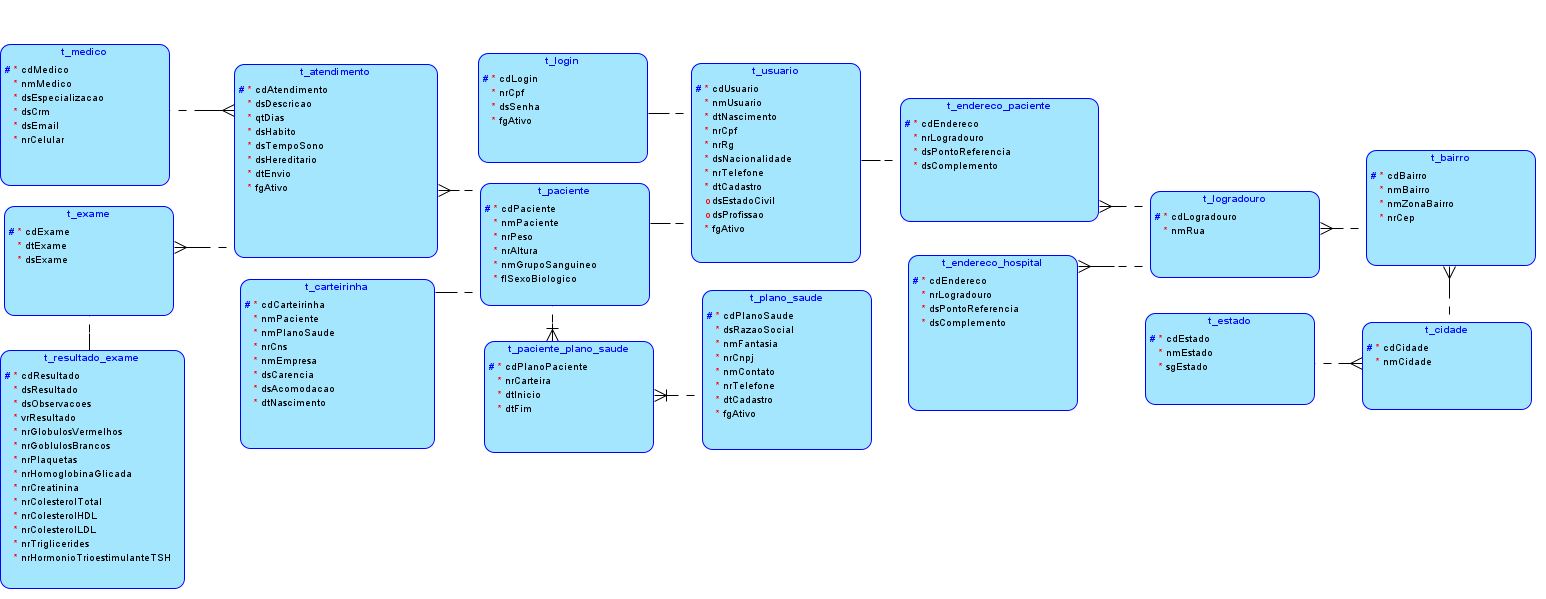 t_medico
# * cdMedico
* nmMedico
* dsEspecializacao
* dsCrm
* dsEmail
* nrCelular
t_exame
# * cdExame
* dtExame
* dsExame
t_resultado_exame
# * cdResultado
* dsResultado
* dsObservacoes
* vrResultado
* nrGlobulosVermelhos
* nrGoblulosBrancos
* nrPlaquetas
* nrHomoglobinaGlicada
* nrCreatinina
* nrColesterolTotal
* nrColesterolHDL
* nrColesterolLDL
* nrTriglicerides
* nrHormonioTrioestimulanteTSH
t_atendimento
# * cdAtendimento
* dsDescricao
* qtDias
* dsHabito
* dsTempoSono
* dsHereditario
* dtEnvio
* fgAtivo
t_carteirinha
# * cdCarteirinha
* nmPaciente
* nmPlanoSaude
* nrCns
* nmEmpresa
* dsCarencia
* dsAcomodacao
* dtNascimento
t_login
# * cdLogin
* nrCpf
* dsSenha
* fgAtivo
t_paciente
# * cdPaciente
* nmPaciente
* nrPeso
* nrAltura
* nmGrupoSanguineo
* flSexoBiologico
t_paciente_plano_saude
# * cdPlanoPaciente
* nrCarteira
* dtInicio
* dtFim
t_usuario
# * cdUsuario
* nmUsuario
* dtNascimento
* nrCpf
* nrRg
* dsNacionalidade
* nrTelefone
* dtCadastro
o dsEstadoCivil
o dsProfissao
* fgAtivo
t_plano_saude
# * cdPlanoSaude
* dsRazaoSocial
* nmFantasia
* nrCnpj
* nmContato
* nrTelefone
* dtCadastro
* fgAtivo
t_endereco_paciente
# * cdEndereco
* nrLogradouro
* dsPontoReferencia
* dsComplemento
t_endereco_hospital
# * cdEndereco
* nrLogradouro
* dsPontoReferencia
* dsComplemento
t_logradouro
# * cdLogradouro
* nmRua
t_estado
# * cdEstado
* nmEstado
* sgEstado
t_bairro
# * cdBairro
* nmBairro
* nmZonaBairro
* nrCep
t_cidade
# * cdCidade
* nmCidade